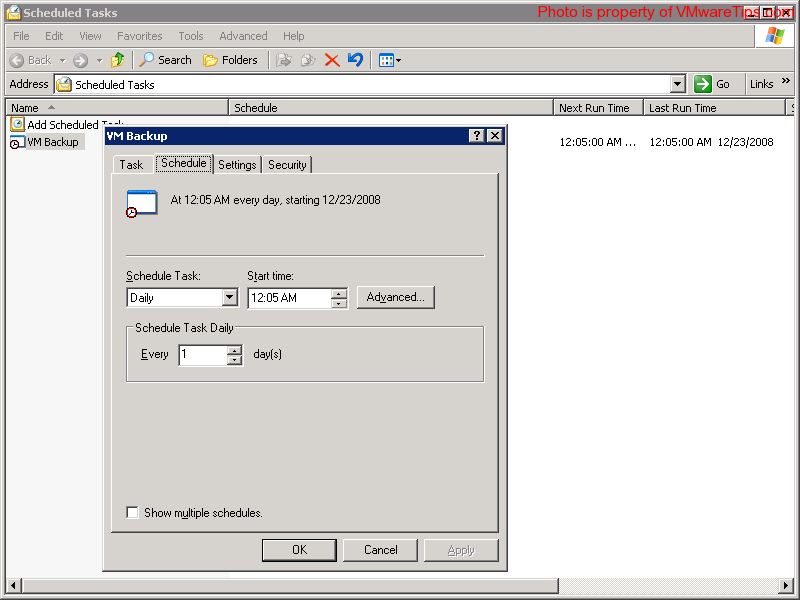 Scheduled Tasks
Photo is property of VMwareTips.com
File Edit View Favorites Tools Advanced Help
Back Search Folders
Address Scheduled Tasks Go Links »
Name Schedule Next Run Time Last Run Time S
Add Scheduled Task
VM Backup 12:05:00 AM ... 12:05:00 AM 12/23/2008
VM Backup
Task Schedule Settings Security
At 12:05 AM every day, starting 12/23/2008
Schedule Task: Start time:
Daily 12:05 AM Advanced...
Schedule Task Daily
Every 1 day(s)
Show multiple schedules.
OK Cancel Apply